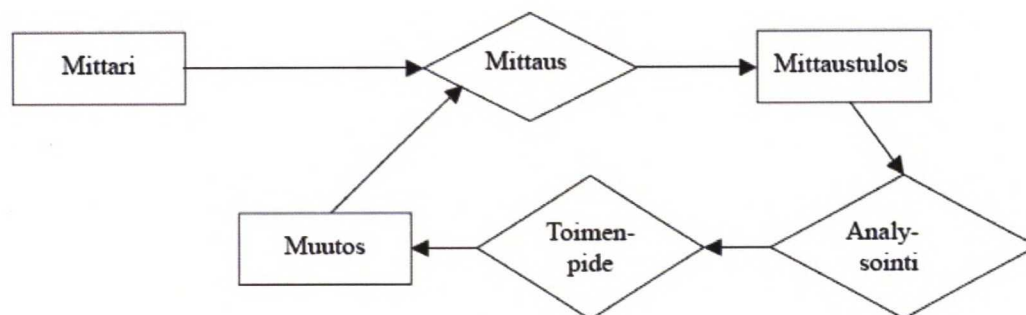 Mittari
Mittaus
Mittaustulos
Muutos
Toimen-
pide
Analy-
sointi